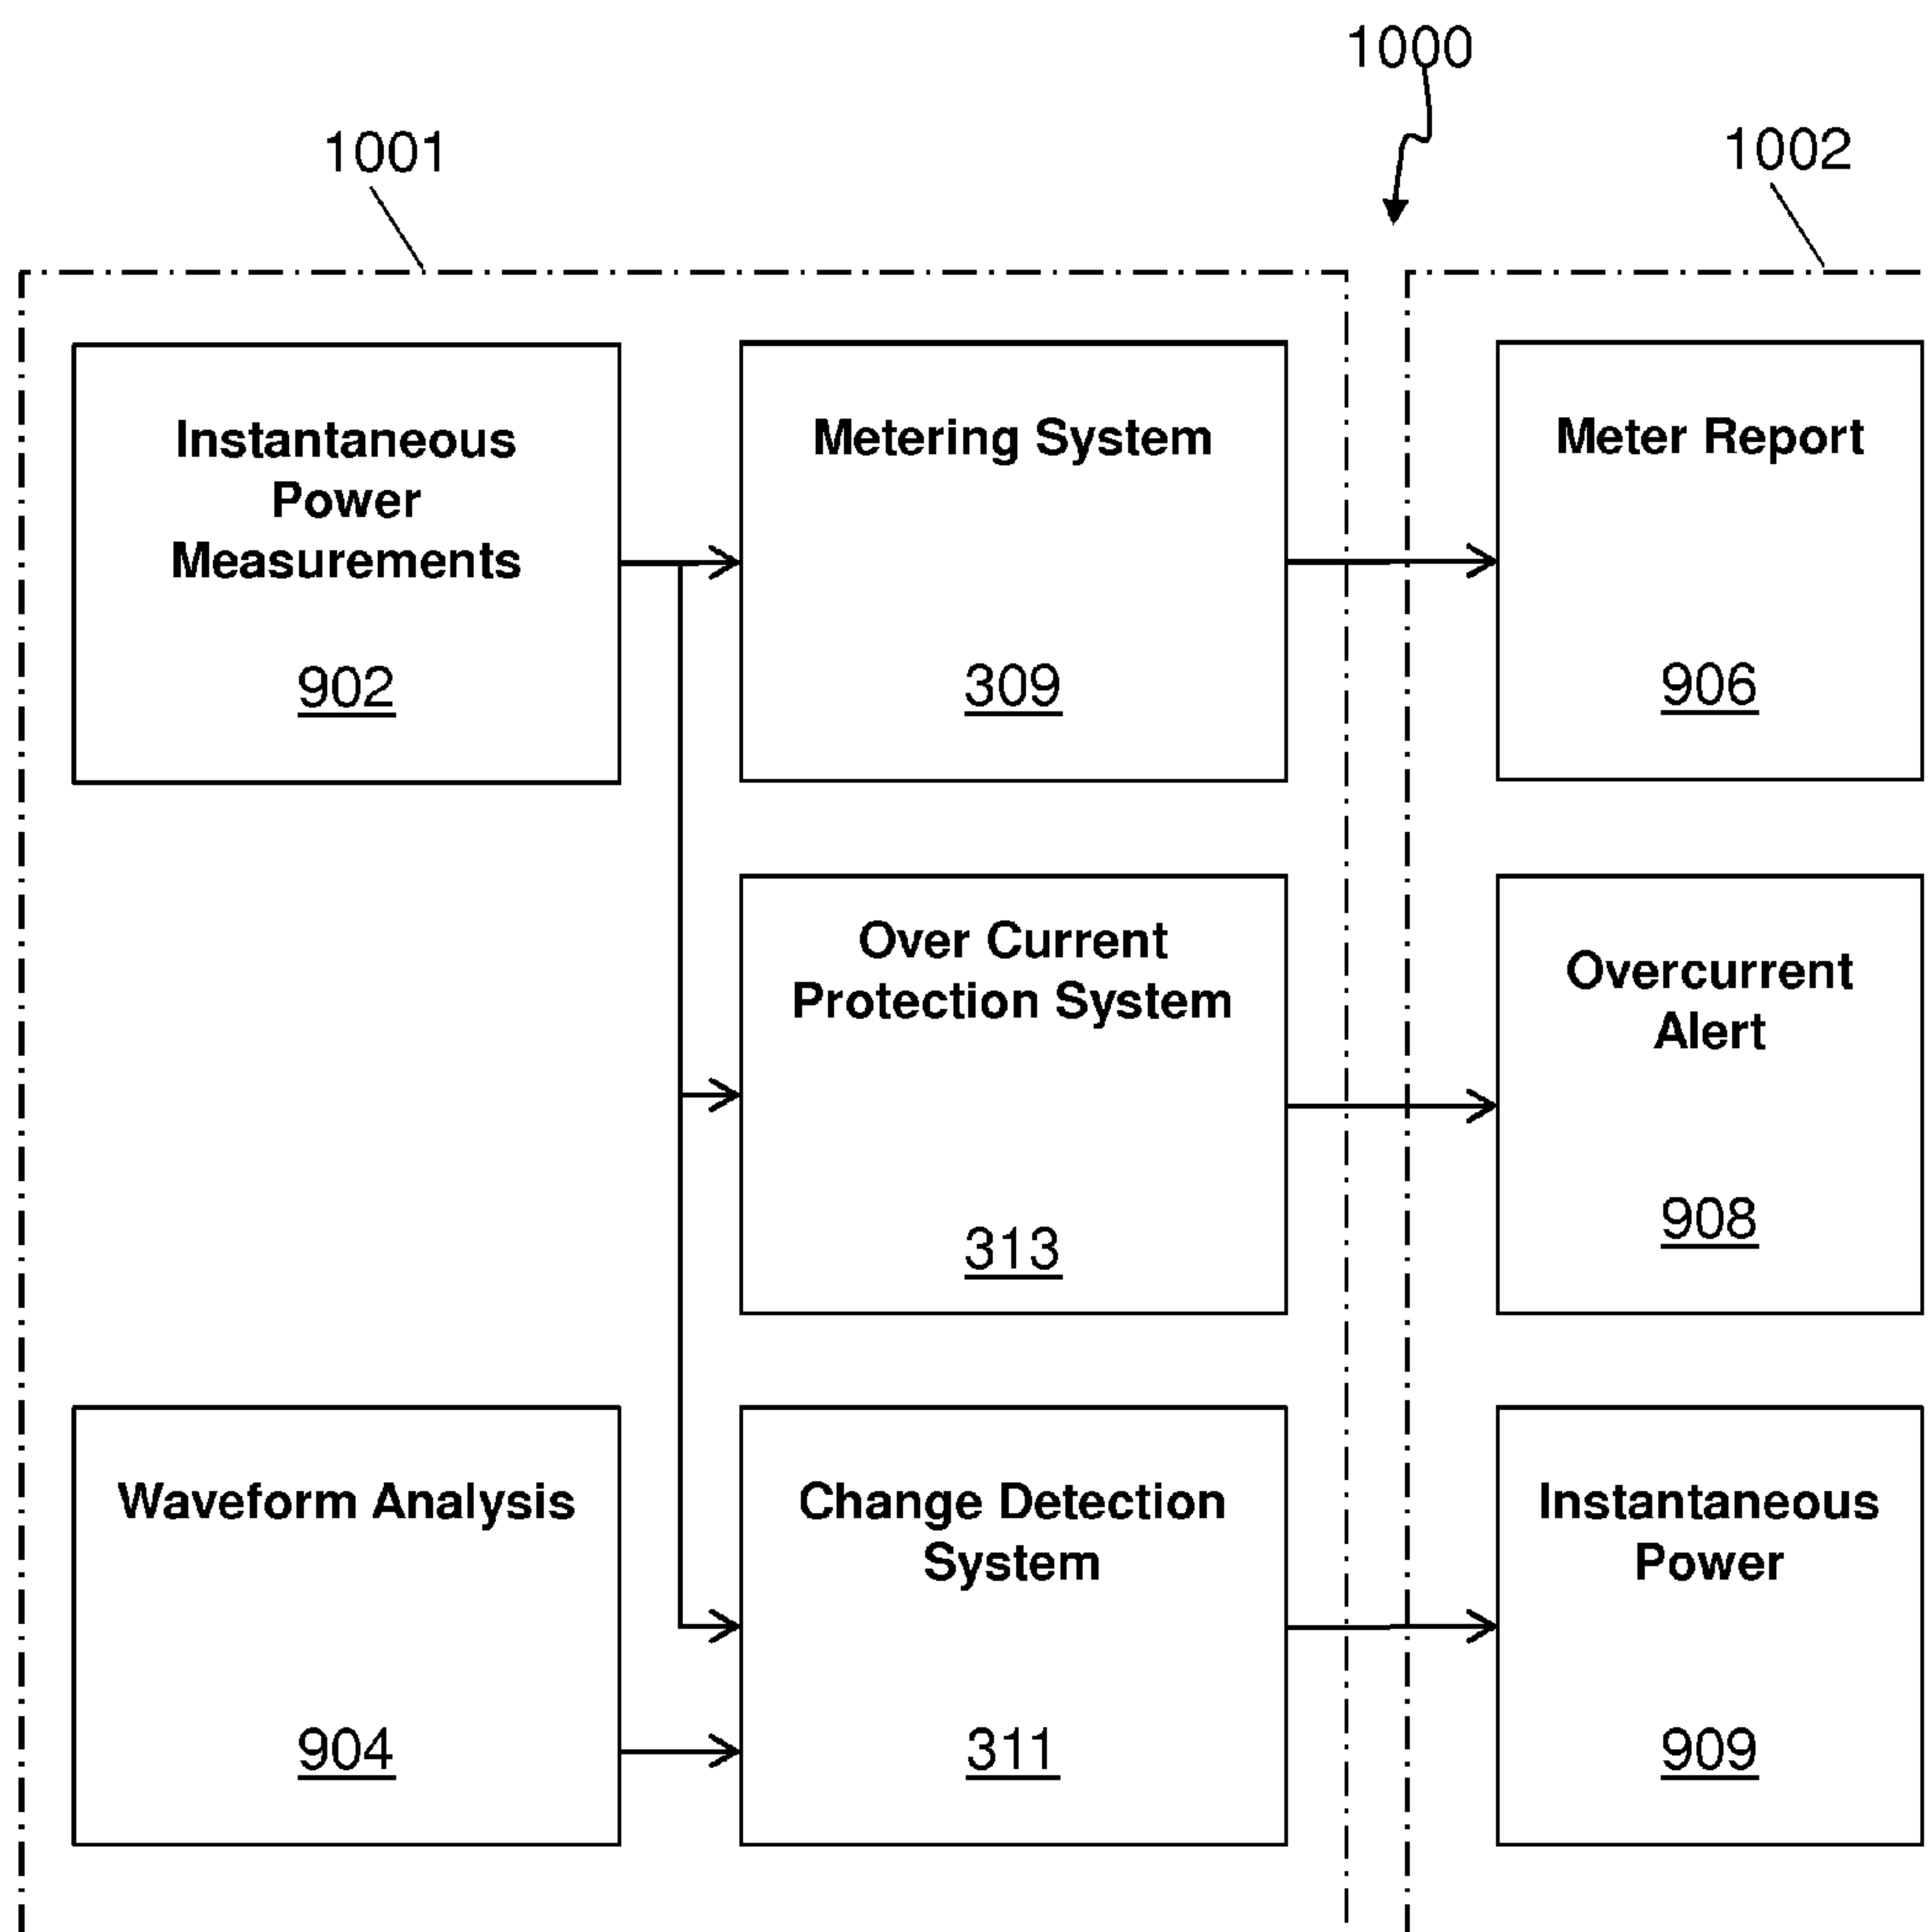 1000
1001
1002
Instantaneous
Power
Measurements
902
Metering System
309
Meter Report
906
Over Current
Protection System
313
Overcurrent
Alert
908
Waveform Analysis
904
Change Detection
System
311
Instantaneous
Power
909